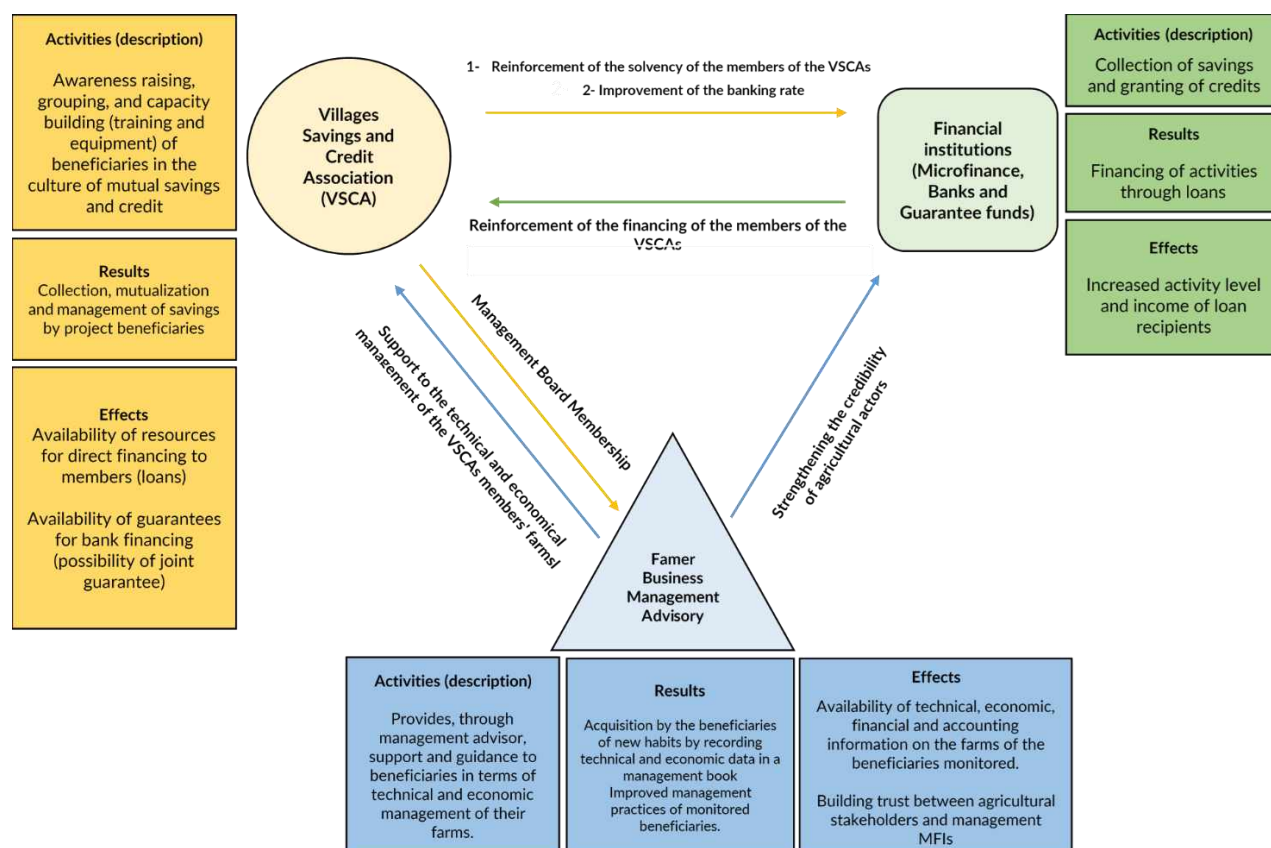 Activities (description)
Awareness raising,
grouping, and capacity
building (training and
equipment) of
beneficiaries in the
culture of mutual savings
and credit
Results
Collection, mutualization
and management of savings
by project beneficiaries
Effects
Availability of resources
for direct financing to
members (loans)
Availability of guarantees
for bank financing
(possibility of joint
guarantee)
Villages
Savings and
Credit
Association
(VSCA)
1- Reinforcement of the solvency of the members of the VSCAs
2- Improvement of the banking rate
Reinforcement of the financing of the members of the
VSCAs
Financial
institutions
(Microfinance,
Banks and
Guarantee funds)
Activities (description)
Collection of savings
and granting of credits
Results
Financing of activities
through loans
Effects
Increased activity level
and income of loan
recipients
Management Board Membership
Support to the technical and economical
management of the VSCAs members' farmsl
Strengthening the credibility
of agricultural actors
Famer
Business
Management
Advisory
Activities (description)
Provides, through
management advisor,
support and guidance to
beneficiaries in terms of
technical and economic
management of their
farms.
Results
Acquisition by the beneficiaries
of new habits by recording
technical and economic data in a
management book
Improved management
practices of monitored
beneficiaries.
Effects
Availability of technical, economic,
financial and accounting
information on the farms of the
beneficiaries monitored.
Building trust between agricultural
stakeholders and management
MFIs